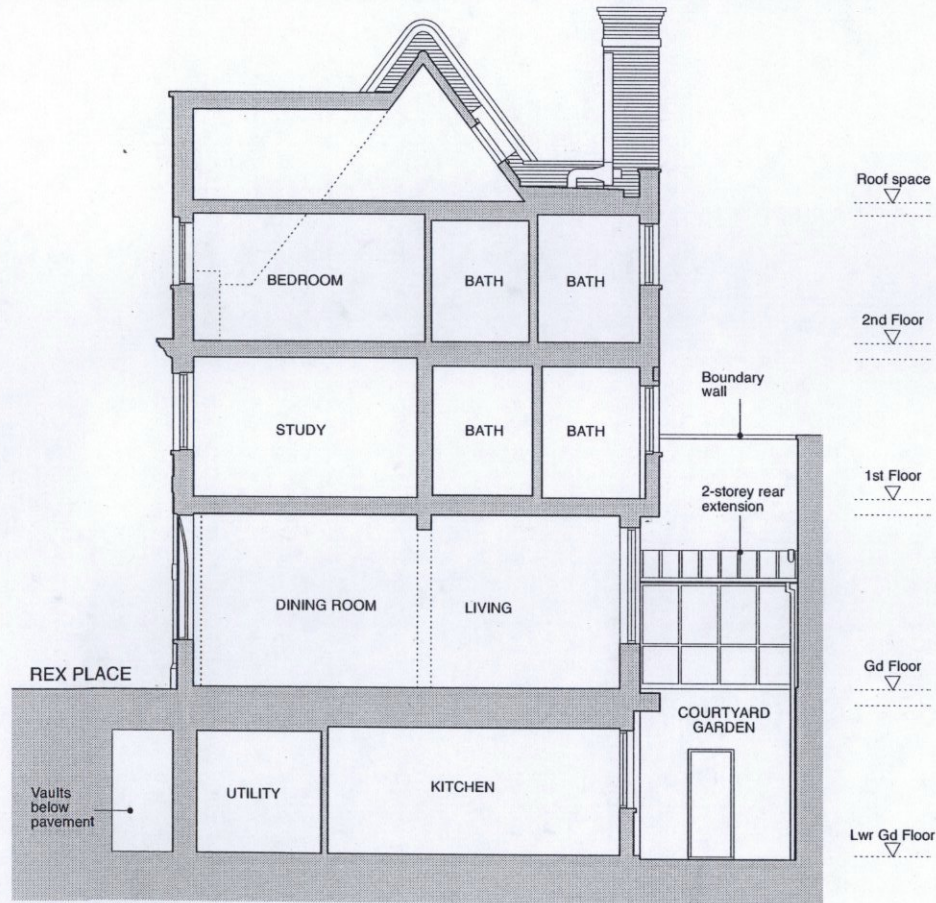 Roof space
BEDROOM
BATH
BATH
2nd Floor
Boundary
wall
STUDY
BATH
BATH
1st Floor
2-storey rear
extension
DINING ROOM
LIVING
REX PLACE
Gd Floor
COURTYARD
GARDEN
Vaults
below
pavement
UTILITY
KITCHEN
Lwr Gd Floor